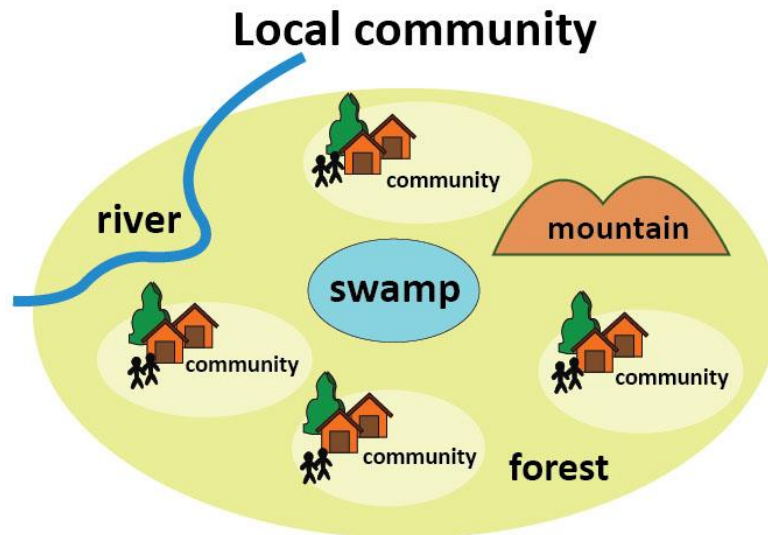 Local community
community
river
mountain
swamp
community
community
community
forest